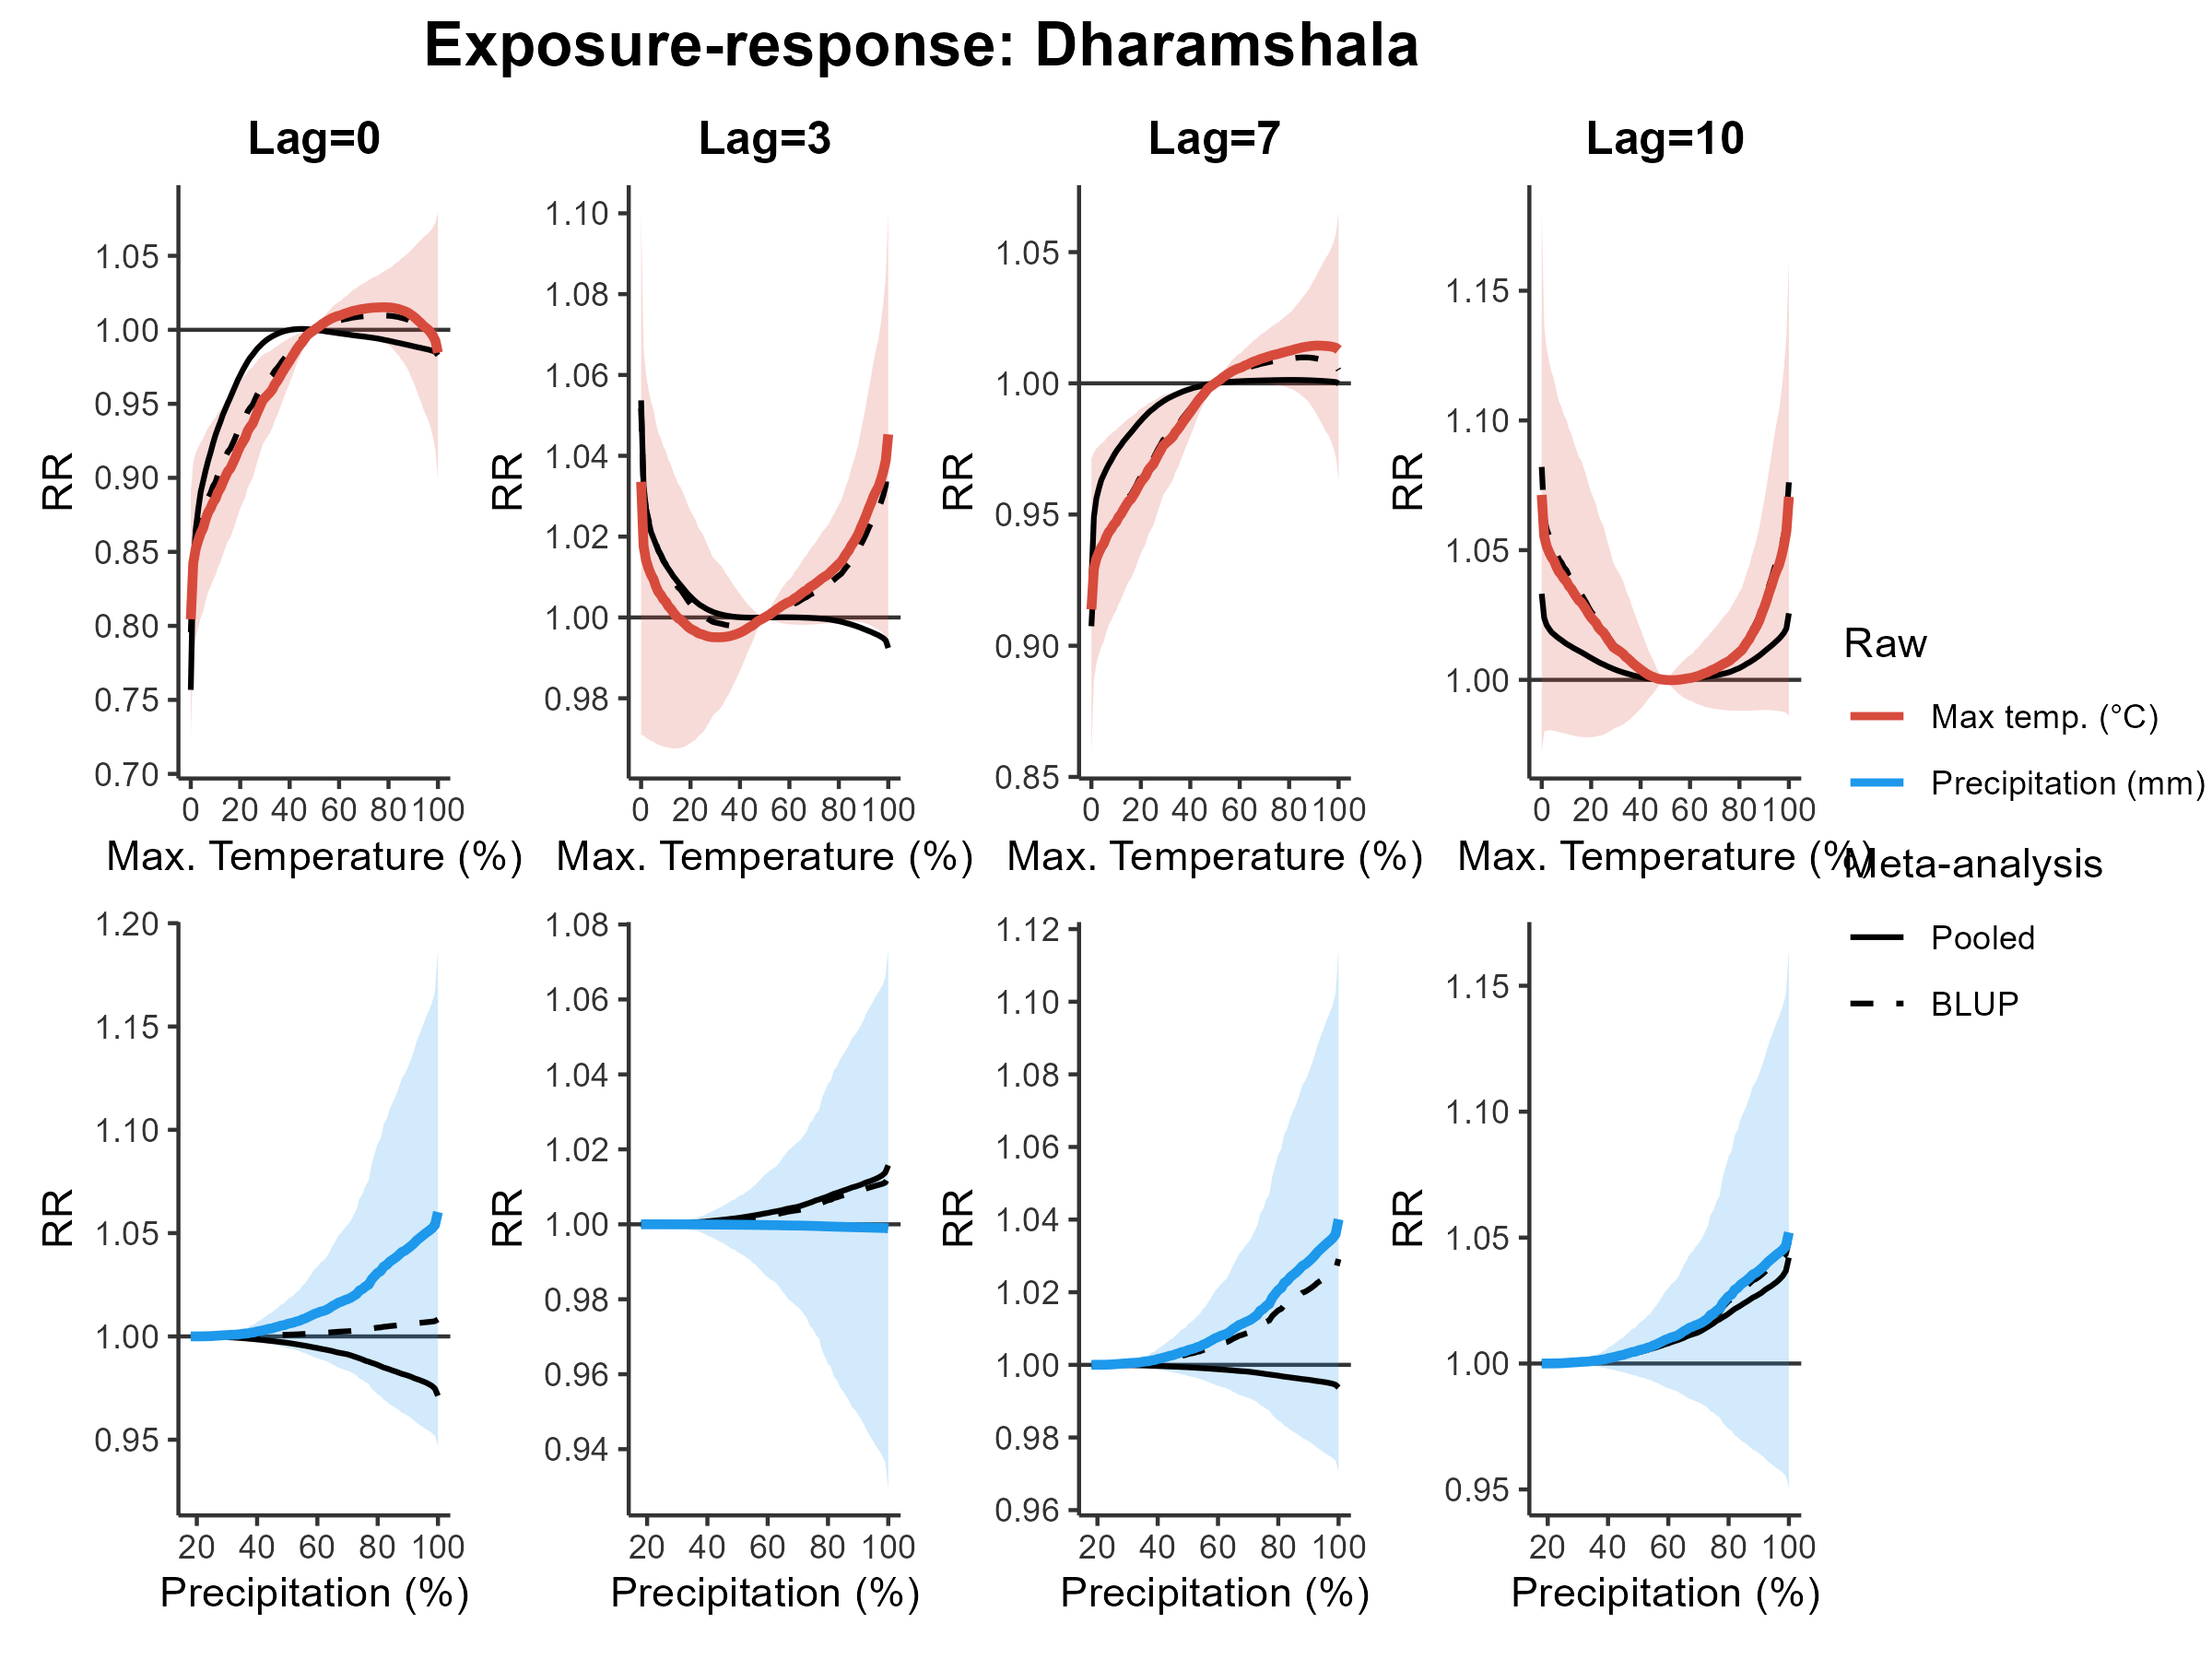 Exposure-response: Dharamshala
Lag=0 Lag=3 Lag=7 Lag=10
RR
1.05
1.00
0.95
0.90
0.85
0.80
0.75
0.70
0 20 40 60 80 100
Max. Temperature (%)
RR
1.10
1.08
1.06
1.04
1.02
1.00
0.98
0 20 40 60 80 100
Max. Temperature (%)
RR
1.05
1.00
0.95
0.90
0.85
0 20 40 60 80 100
Max. Temperature (%)
RR
1.15
1.10
1.05
1.00
0 20 40 60 80 100
Max. Temperature (%)
Raw
Max temp. (°C)
Precipitation (mm)
Meta-analysis
Pooled
BLUP
RR
1.20
1.15
1.10
1.05
1.00
0.95
20 40 60 80 100
Precipitation (%)
RR
1.08
1.06
1.04
1.02
1.00
0.98
0.96
0.94
20 40 60 80 100
Precipitation (%)
RR
1.12
1.10
1.08
1.06
1.04
1.02
1.00
0.98
0.96
20 40 60 80 100
Precipitation (%)
RR
1.15
1.10
1.05
1.00
0.95
20 40 60 80 100
Precipitation (%)